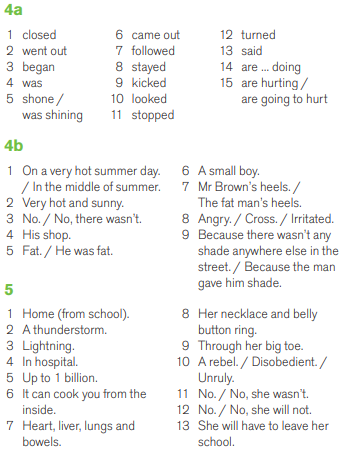 4a
1 closed
2 went out
3 began
4 was
5 shone /
was shining
6 came out
7 followed
8 stayed
9 kicked
10 looked
11 stopped
12 turned
13 said
14 are ... doing
15 are hurting /
are going to hurt
4b
1 On a very hot summer day.
/ In the middle of summer.
2 Very hot and sunny.
3 No. / No, there wasn't.
4 His shop.
5 Fat. / He was fat.
6 A small boy.
7 Mr Brown's heels. /
The fat man's heels.
8 Angry. / Cross. / Irritated.
9 Because there wasn't any
shade anywhere else in the
street. / Because the man
gave him shade.
5
1 Home (from school).
2 A thunderstorm.
3 Lightning.
4 In hospital.
5 Up to 1 billion.
6 It can cook you from the
inside.
7 Heart, liver, lungs and
bowels.
8 Her necklace and belly
button ring.
9 Through her big toe.
10 A rebel. / Disobedient. /
Unruly.
11 No. / No, she wasn't.
12 No. / No, she will not.
13 She will have to leave her
school.